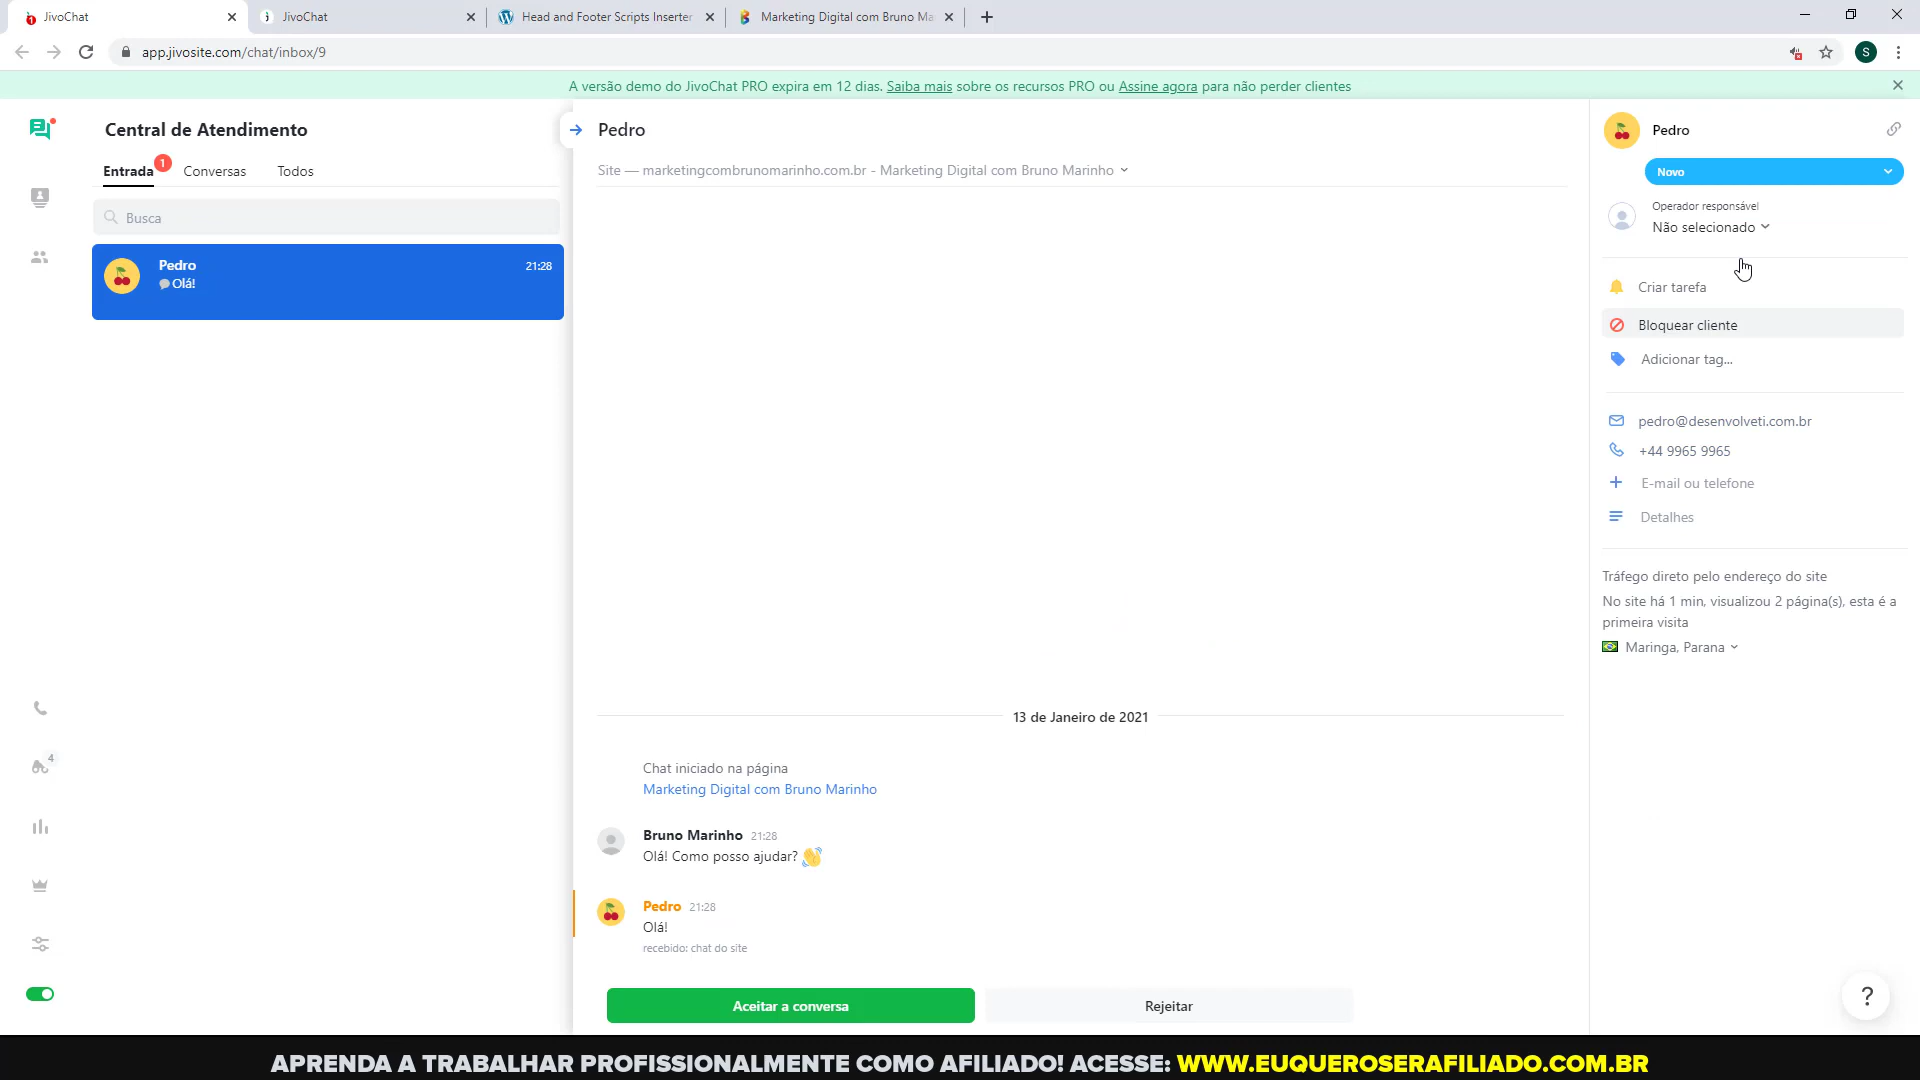 JivoChat
JivoChat
Head and Footer Scripts Inserter
Marketing Digital com Bruno Ma
app.jivosite.com/chat/inbox/9
S
A versão demo do JivoChat PRO expira em 12 dias. Saiba mais sobre os recursos PRO ou Assine agora para não perder clientes
Central de Atendimento
Entrada 1 Conversas Todos
Busca
Pedro 21:28
Olá!
4
Pedro
Site — marketingcombrunomarinho.com.br - Marketing Digital com Bruno Marinho
13 de Janeiro de 2021
Chat iniciado na página
Marketing Digital com Bruno Marinho
Bruno Marinho 21:28
Olá! Como posso ajudar?
Pedro 21:28
Olá!
recebido: chat do site
Aceitar a conversa
Rejeitar
Pedro
Novo
Operador responsável
Não selecionado
Criar tarefa
Bloquear cliente
Adicionar tag...
pedro@desenvolveti.com.br
+44 9965 9965
E-mail ou telefone
Detalhes
Tráfego direto pelo endereço do site
No site há 1 min, visualizou 2 página(s), esta é a
primeira visita
Maringa, Parana
?
APRENDA A TRABALHAR PROFISSIONALMENTE COMO AFILIADO! ACESSE: WWW.EUQUEROSERAFILIADO.COM.BR